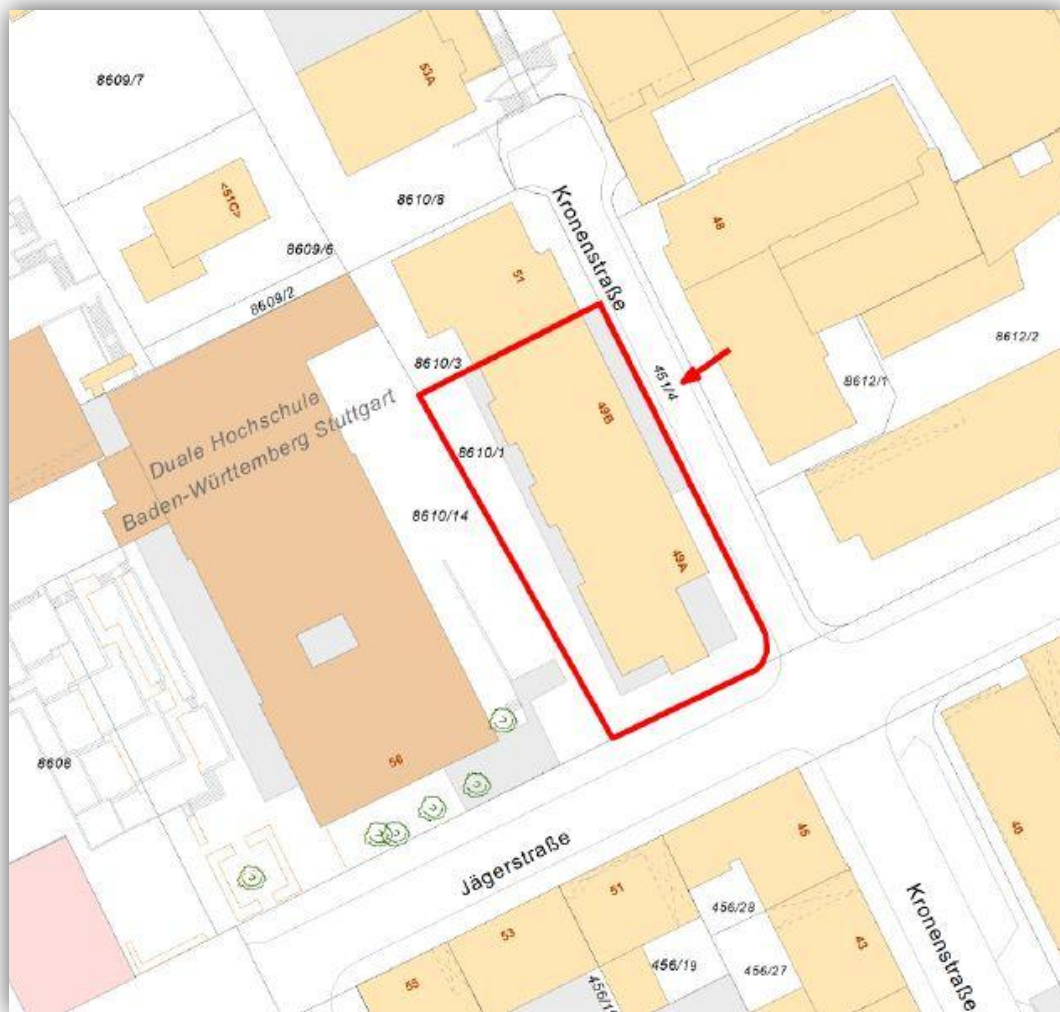 8609/7
53A
<51C>
8610/8
Kronenstraße
48
8609/6
51
8609/2
8612/2
8610/3
451/4
8612/1
49B
Duale Hochschule
Baden-Württemberg Stuttgart
8610/1
8610/14
49A
8608
56
Jägerstraße
45
40
51
456/28
Kronenstraße
53
43
456/19
456/27
55